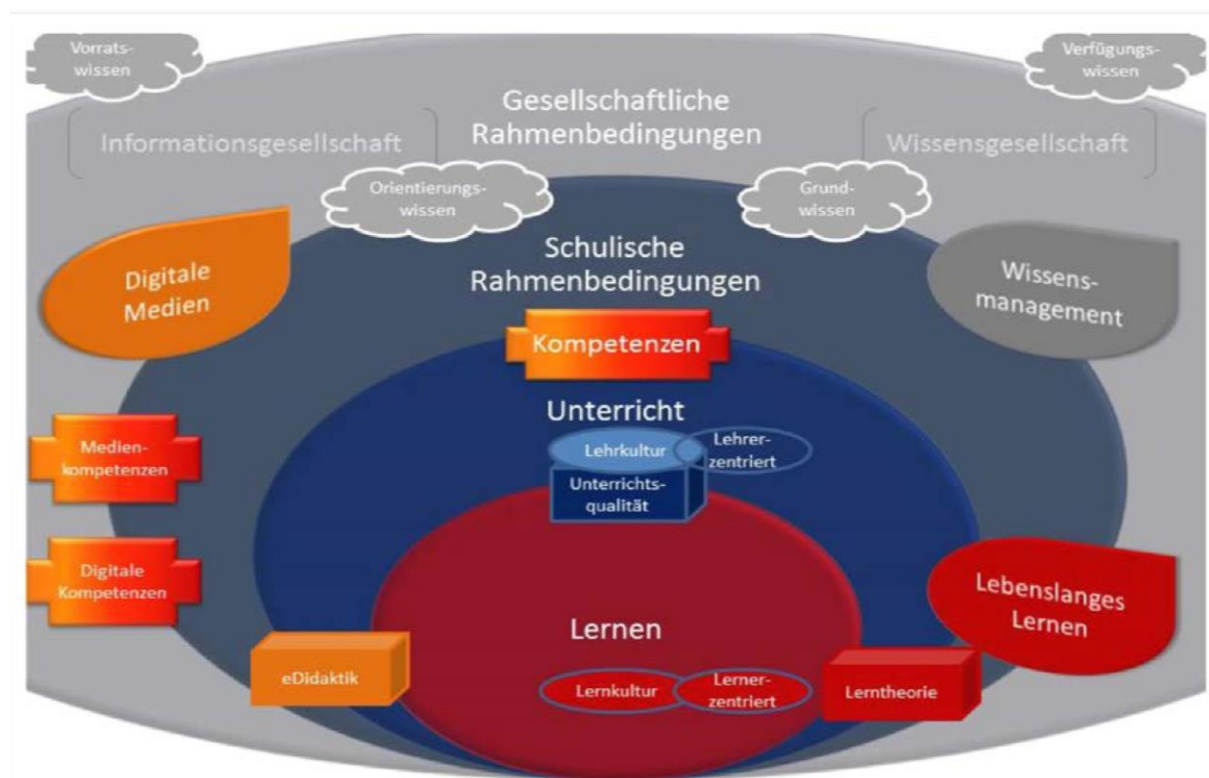 Vorrats-
wissen
Verfügungs-
wissen
Gesellschaftliche
Rahmenbedingungen
Informationsgesellschaft
Wissensgesellschaft
Orientierungs-
wissen
Grund-
wissen
Digitale
Medien
Schulische
Rahmenbedingungen
Wissens-
management
Kompetenzen
Unterricht
Medien-
kompetenzen
Lehrkultur
Lehrer-
zentriert
Unterrichts-
qualität
Digitale
Kompetenzen
Lebenslanges
Lernen
Lernen
eDidaktik
Lernkultur
Lerner-
zentriert
Lerntheorie